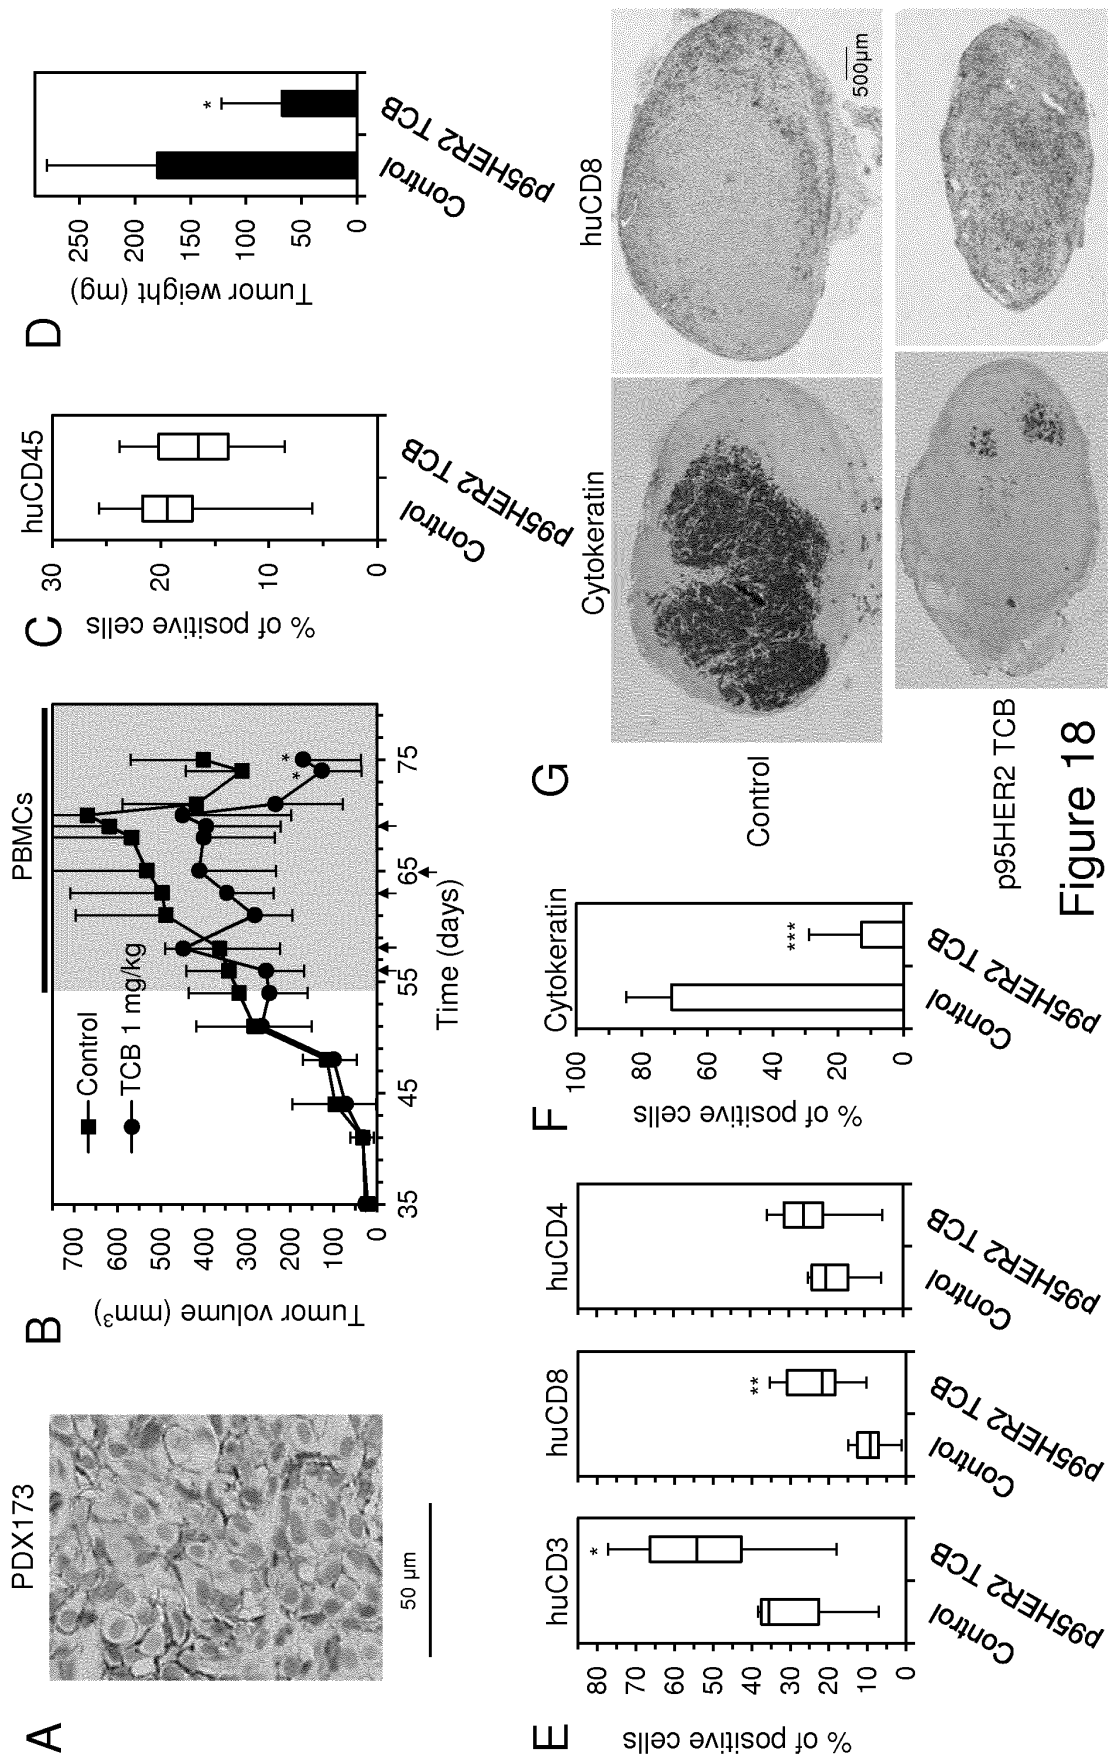 A
PDX173
50 µm
B
PBMCs
Tumor volume (mm³)
700
600
500
400
300
200
100
0
Control
TCB 1 mg/kg
35
45
55
65
75
Time (days)
*
*
C
huCD45
% of positive cells
30
20
10
0
Control
p95HER2 TCB
D
Tumor weight (mg)
250
200
150
100
50
0
*
Control
p95HER2 TCB
E
% of positive cells
80
70
60
50
40
30
20
10
0
huCD3
*
Control
p95HER2 TCB
huCD8
**
Control
p95HER2 TCB
huCD4
Control
p95HER2 TCB
F
Cytokeratin
% of positive cells
100
80
60
40
20
0
***
Control
p95HER2 TCB
G
Cytokeratin
huCD8
Control
500µm
p95HER2 TCB
Figure 18